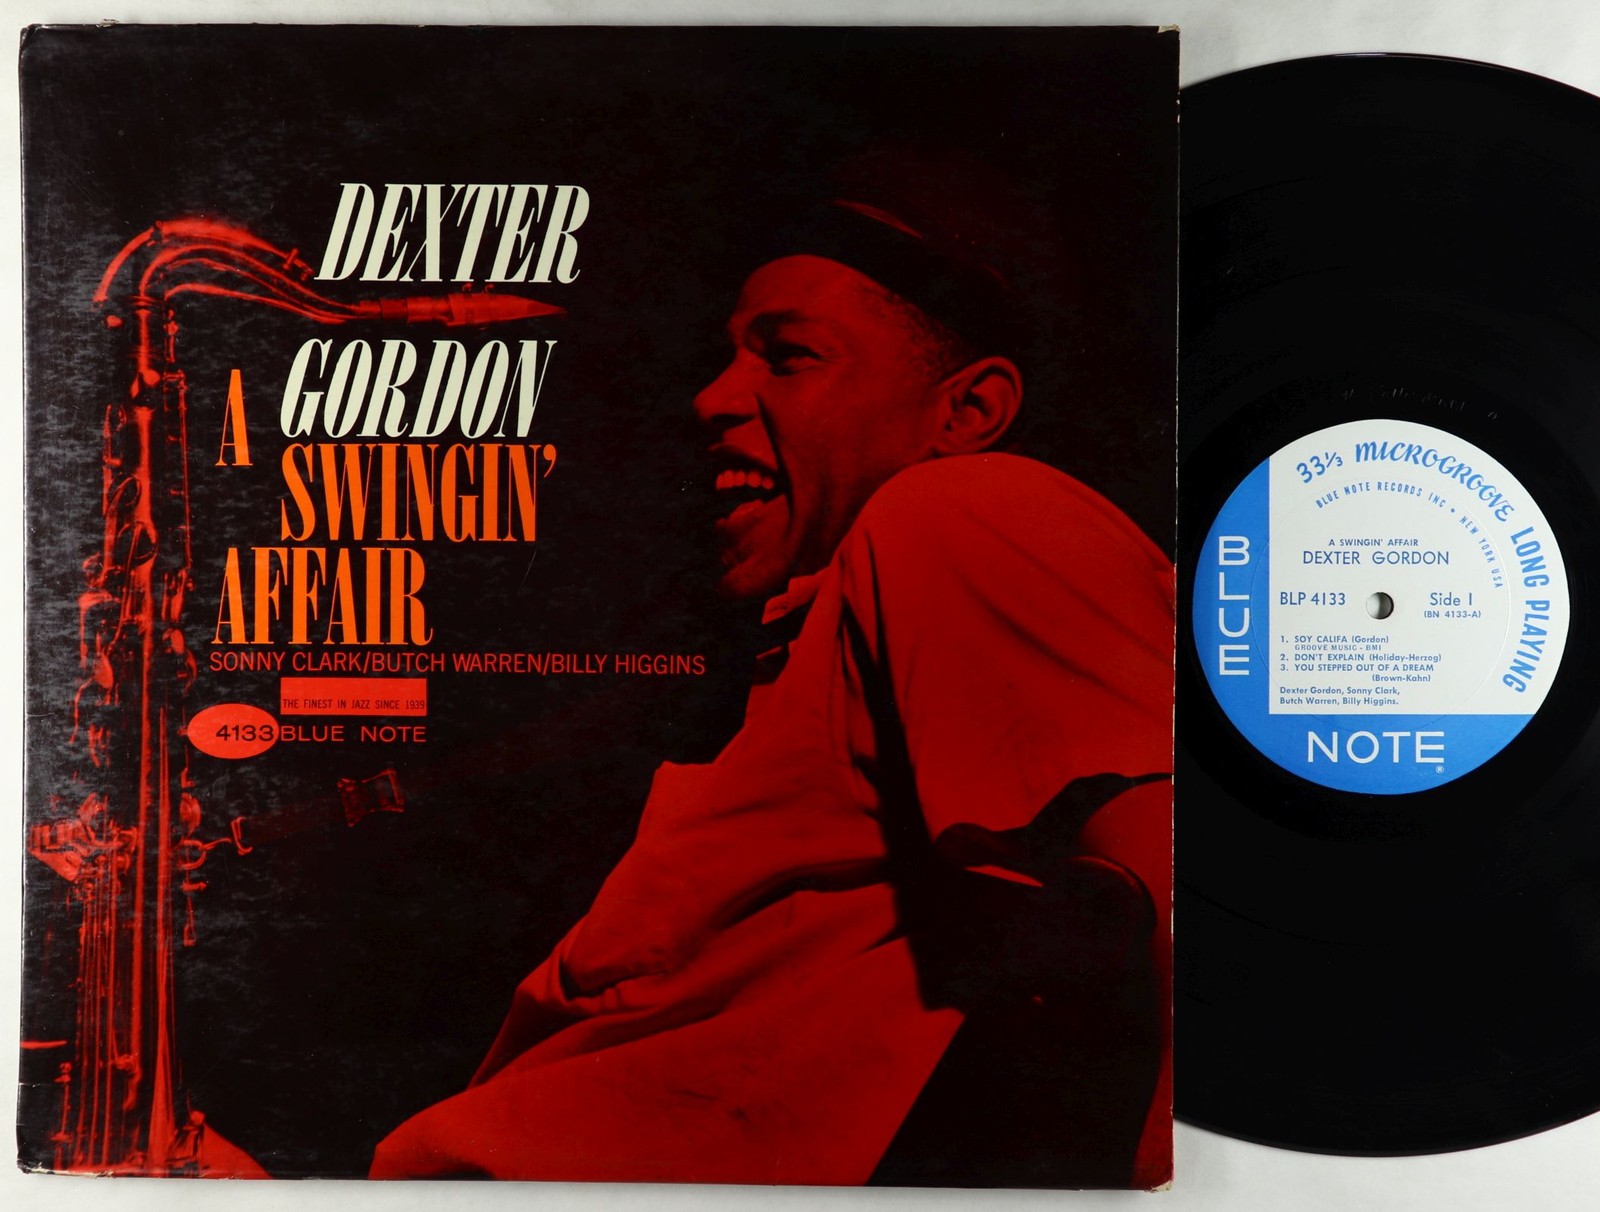 DEXTER
GORDON
A
SWINGIN'
AFFAIR
SONNY CLARK/BUTCH WARREN/BILLY HIGGINS
THE FINEST IN JAZZ SINCE 1939
4133 BLUE NOTE
33⅓ MICROGROOVE LONG PLAYING
BLUE NOTE RECORDS INC • NEW YORK USA
A SWINGIN' AFFAIR
DEXTER GORDON
BLP 4133 Side 1
(BN 4133-A)
1. SOY CALIFA (Gordon)
GROOVE MUSIC - BMI
2. DON'T EXPLAIN (Holiday-Herzog)
3. YOU STEPPED OUT OF A DREAM
(Brown-Kahn)
Dexter Gordon, Sonny Clark,
Butch Warren, Billy Higgins.
BLUE
NOTE
®